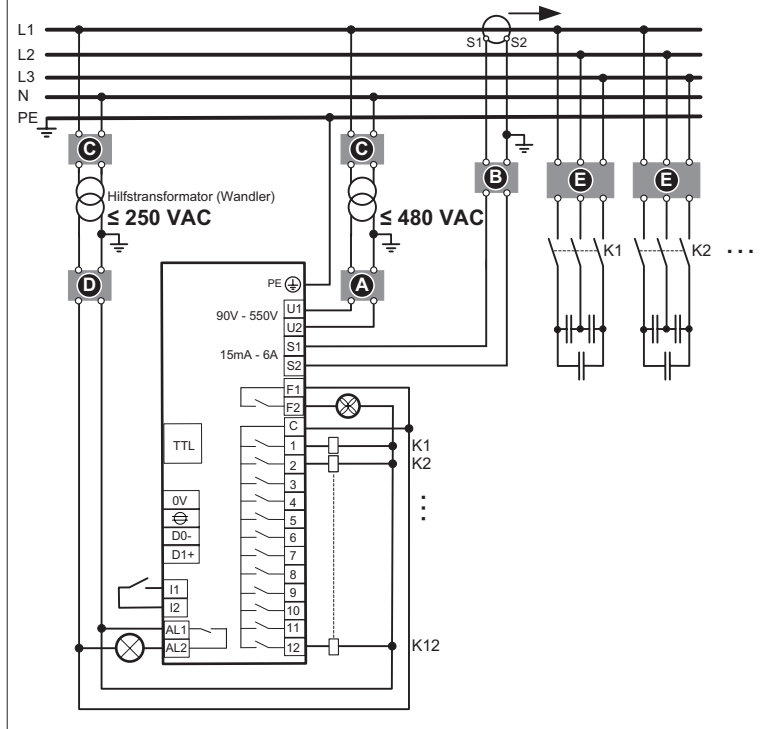 L1
S1 S2
L2
L3
N
PE
C C B E E
Hilfstransformator (Wandler)
≤ 250 VAC ≤ 480 VAC
K1 K2 ...
D A
PE
90V - 550V U1
U2
15mA - 6A S1
S2
F1
F2
C
TTL 1 K1
2 K2
3
0V 4
5
D0- 6
D1+ 7
8
I1 9
I2 10
AL1 11
AL2 12 K12